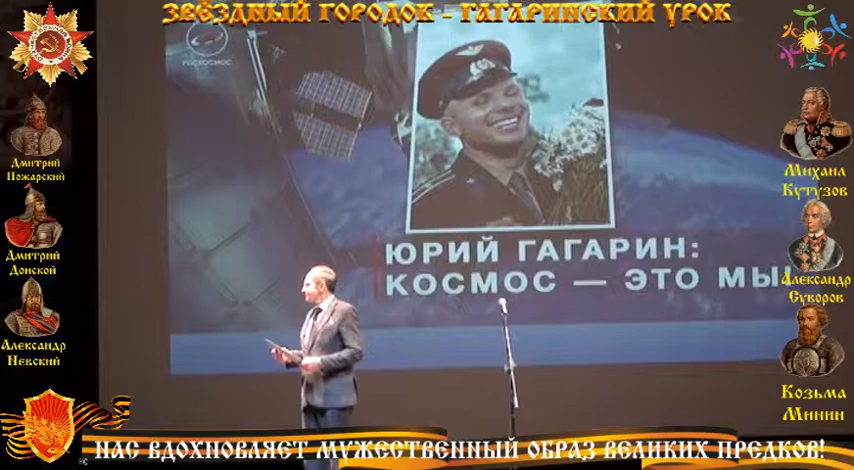 ЗВЁЗДНЫЙ ГОРОДОК - ГАГАРИНСКИЙ УРОК
РОСКОСМОС
Дмитрий
Пожарский
Дмитрий
Донской
Александр
Невский
ЮРИЙ ГАГАРИН:
КОСМОС — ЭТО МЫ!
Михаил
Кутузов
Александр
Суворов
Козьма
Минин
НАС ВДОХНОВЛЯЕТ МУЖЕСТВЕННЫЙ ОБРАЗ ВЕЛИКИХ ПРЕДКОВ!